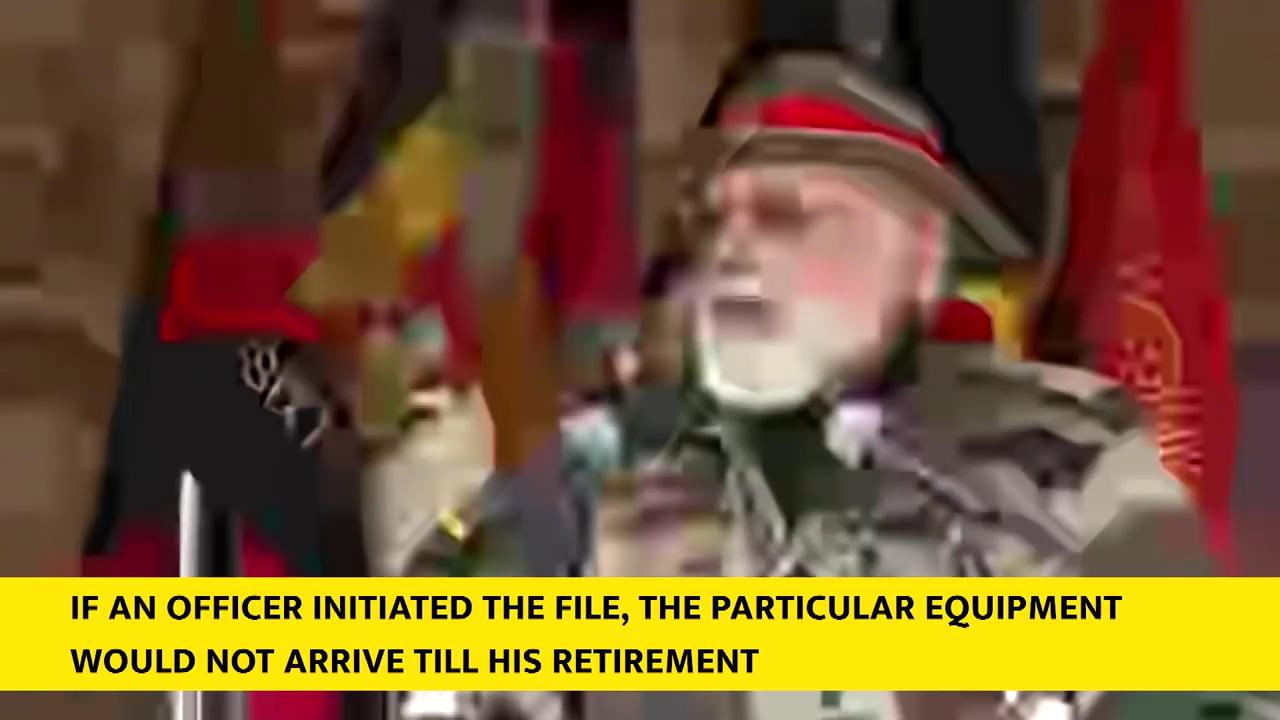 IF AN OFFICER INITIATED THE FILE, THE PARTICULAR EQUIPMENT
WOULD NOT ARRIVE TILL HIS RETIREMENT